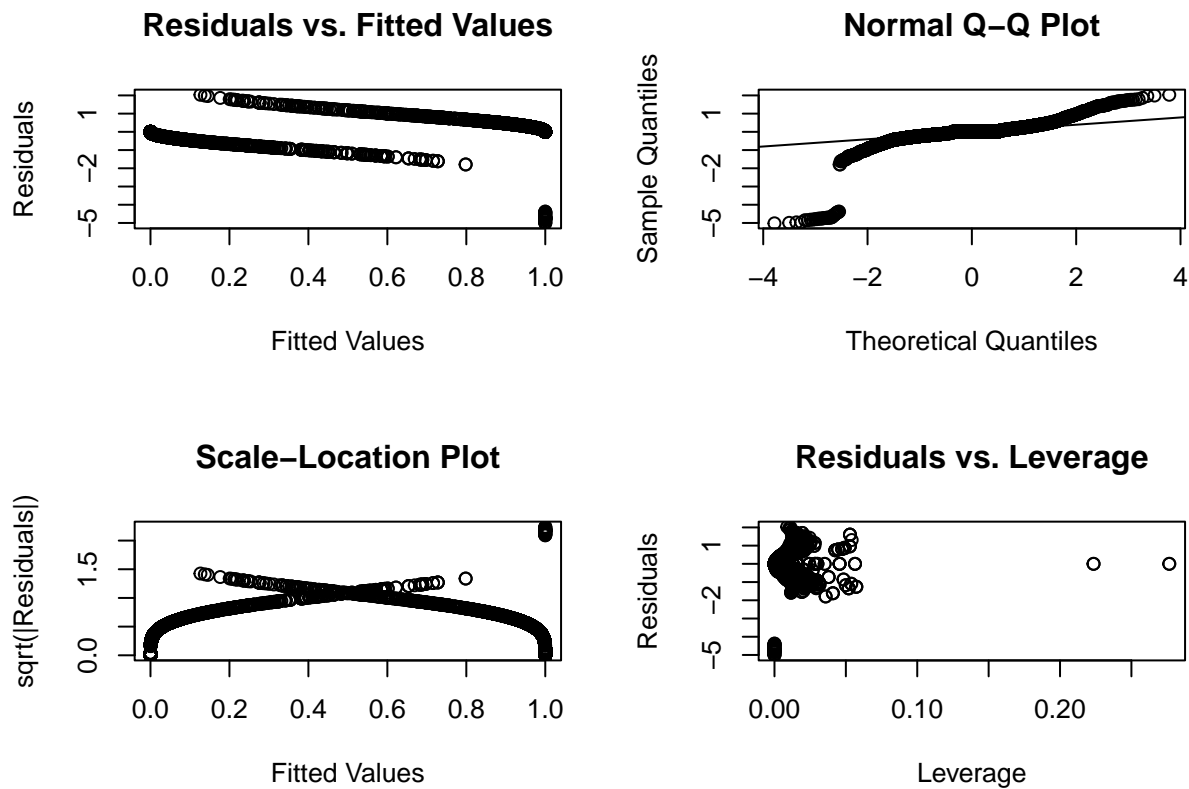 Residuals vs. Fitted Values
Residuals
1
−2
−5
0.0 0.2 0.4 0.6 0.8 1.0
Fitted Values
Normal Q−Q Plot
Sample Quantiles
1
−2
−5
−4 −2 0 2 4
Theoretical Quantiles
Scale−Location Plot
sqrt(|Residuals|)
1.5
0.0
0.0 0.2 0.4 0.6 0.8 1.0
Fitted Values
Residuals vs. Leverage
Residuals
1
−2
−5
0.00 0.10 0.20
Leverage